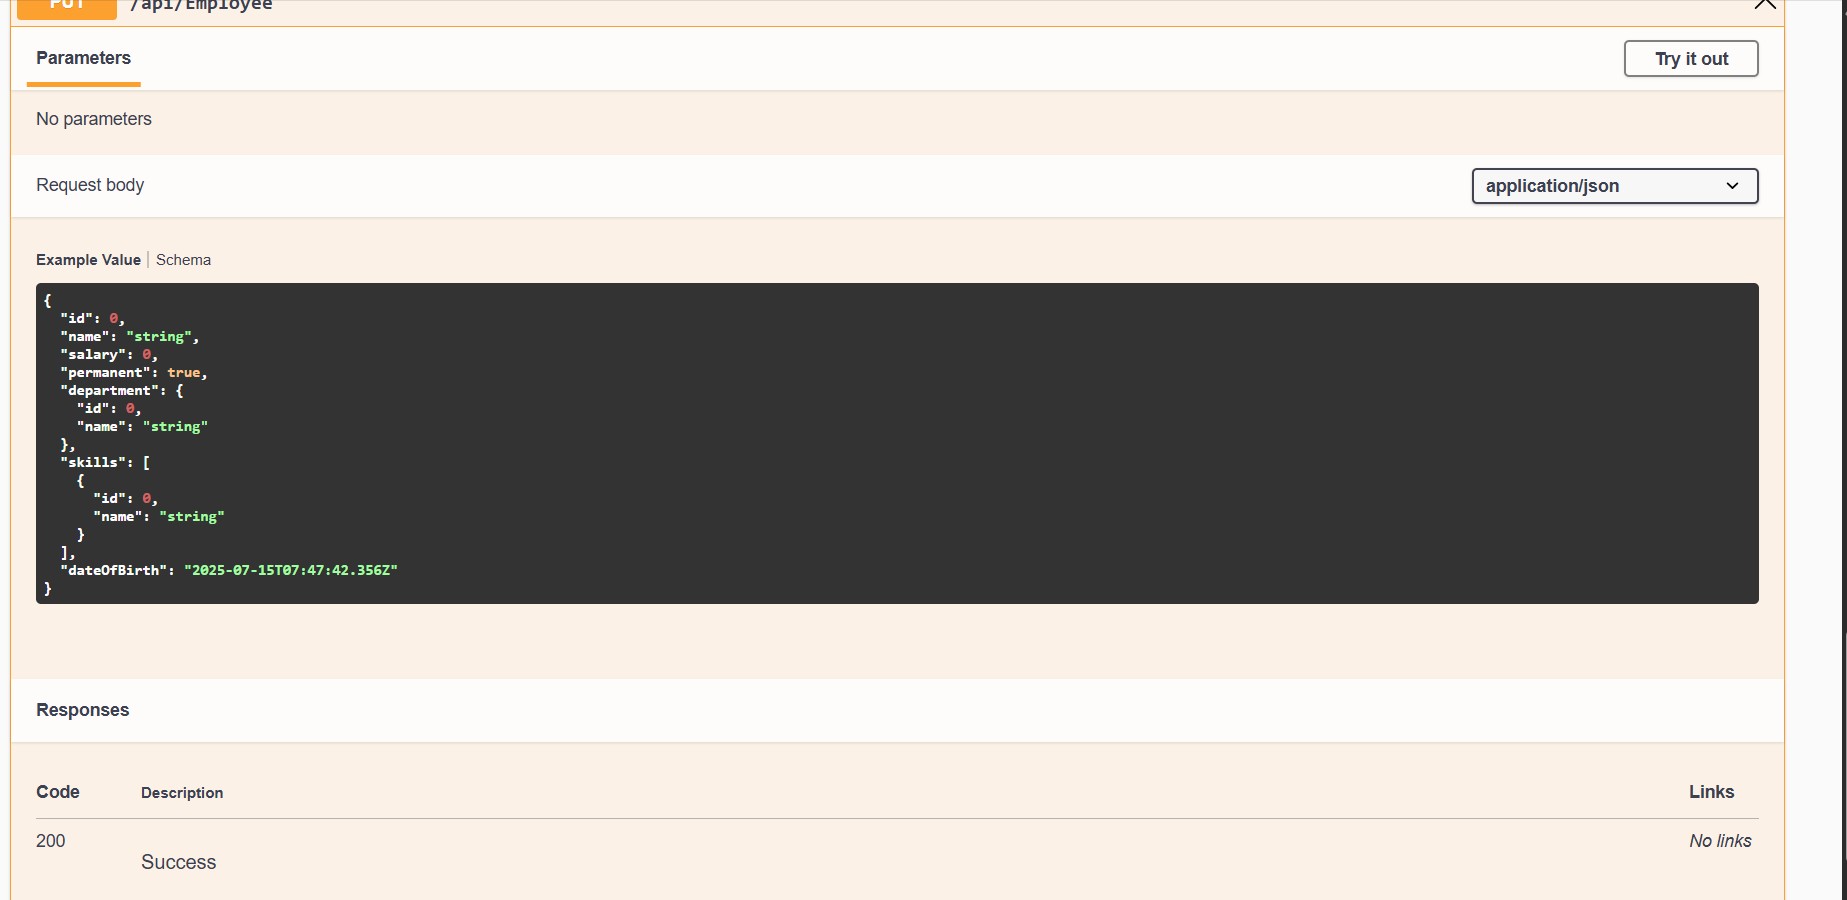 PUT /api/Employee
Parameters
Try it out
No parameters
Request body
application/json
Example Value | Schema
{
  "id": 0,
  "name": "string",
  "salary": 0,
  "permanent": true,
  "department": {
    "id": 0,
    "name": "string"
  },
  "skills": [
    {
      "id": 0,
      "name": "string"
    }
  ],
  "dateOfBirth": "2025-07-15T07:47:42.356Z"
}
Responses
Code Description Links
200 No links
Success